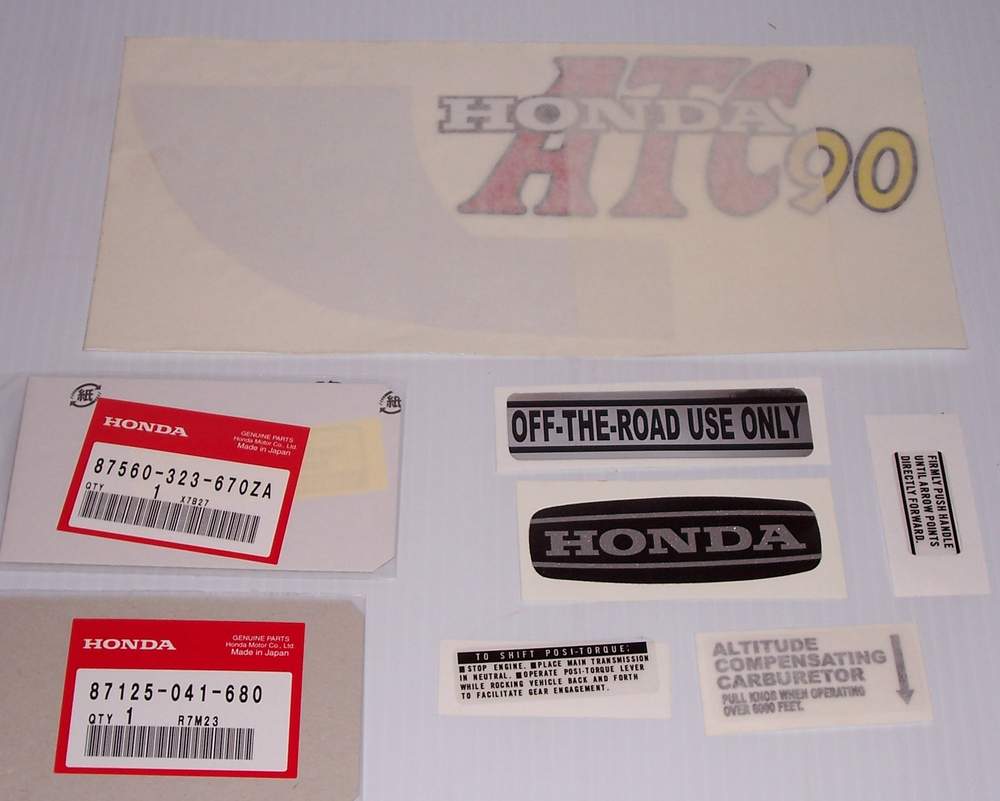 HONDA
ATC90
紙
紙
HONDA
GENUINE PARTS
Honda Motor Co., Ltd.
Made in Japan
87560-323-670ZA
QTY 1 X7B27
HONDA
GENUINE PARTS
Honda Motor Co., Ltd.
Made in Japan
87125-041-680
QTY 1 R7M23
OFF-THE-ROAD USE ONLY
HONDA
FIRMLY PUSH HANDLE
UNTIL ARROW POINTS
DIRECTLY FORWARD.
TO SHIFT POSI-TORQUE:
■STOP ENGINE. ■PLACE MAIN TRANSMISSION
IN NEUTRAL. ■OPERATE POSI-TORQUE LEVER
WHILE ROCKING VEHICLE BACK AND FORTH
TO FACILITATE GEAR ENGAGEMENT.
ALTITUDE
COMPENSATING
CARBURETOR
PULL KNOB WHEN OPERATING
OVER 6000 FEET.